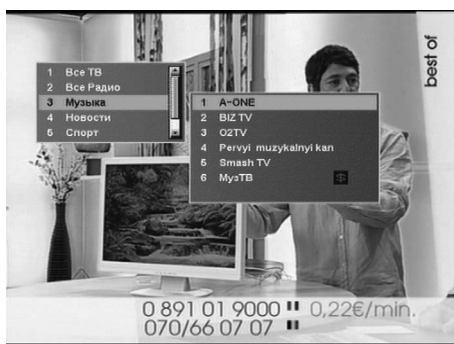 best of
1 Все ТВ
2 Все Радио
3 Музыка
4 Новости
5 Спорт
1 A-ONE
2 BIZ TV
3 O2TV
4 Pervyi muzykalnyi kan
5 Smash TV
6 МузТВ
0 891 01 9000 0,22€/min.
070/66 07 07